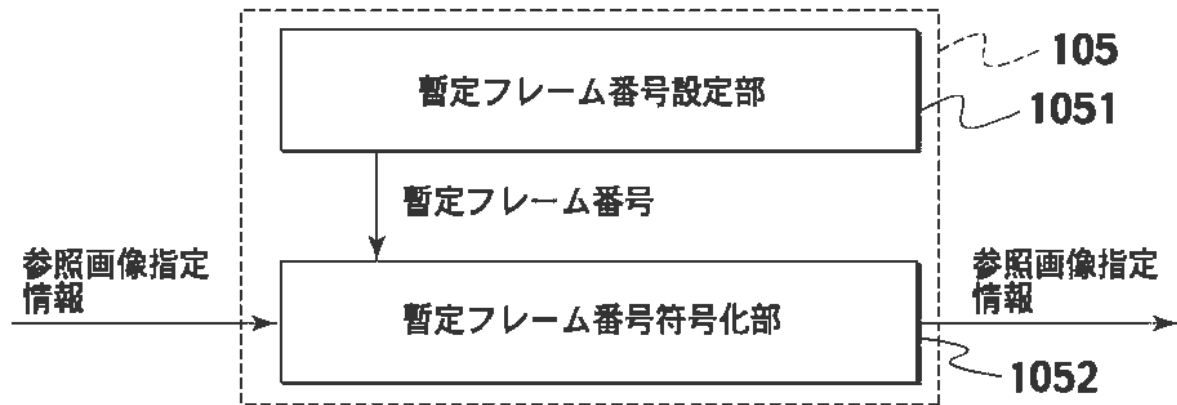 105
暫定フレーム番号設定部
1051
暫定フレーム番号
参照画像指定
情報
暫定フレーム番号符号化部
参照画像指定
情報
1052